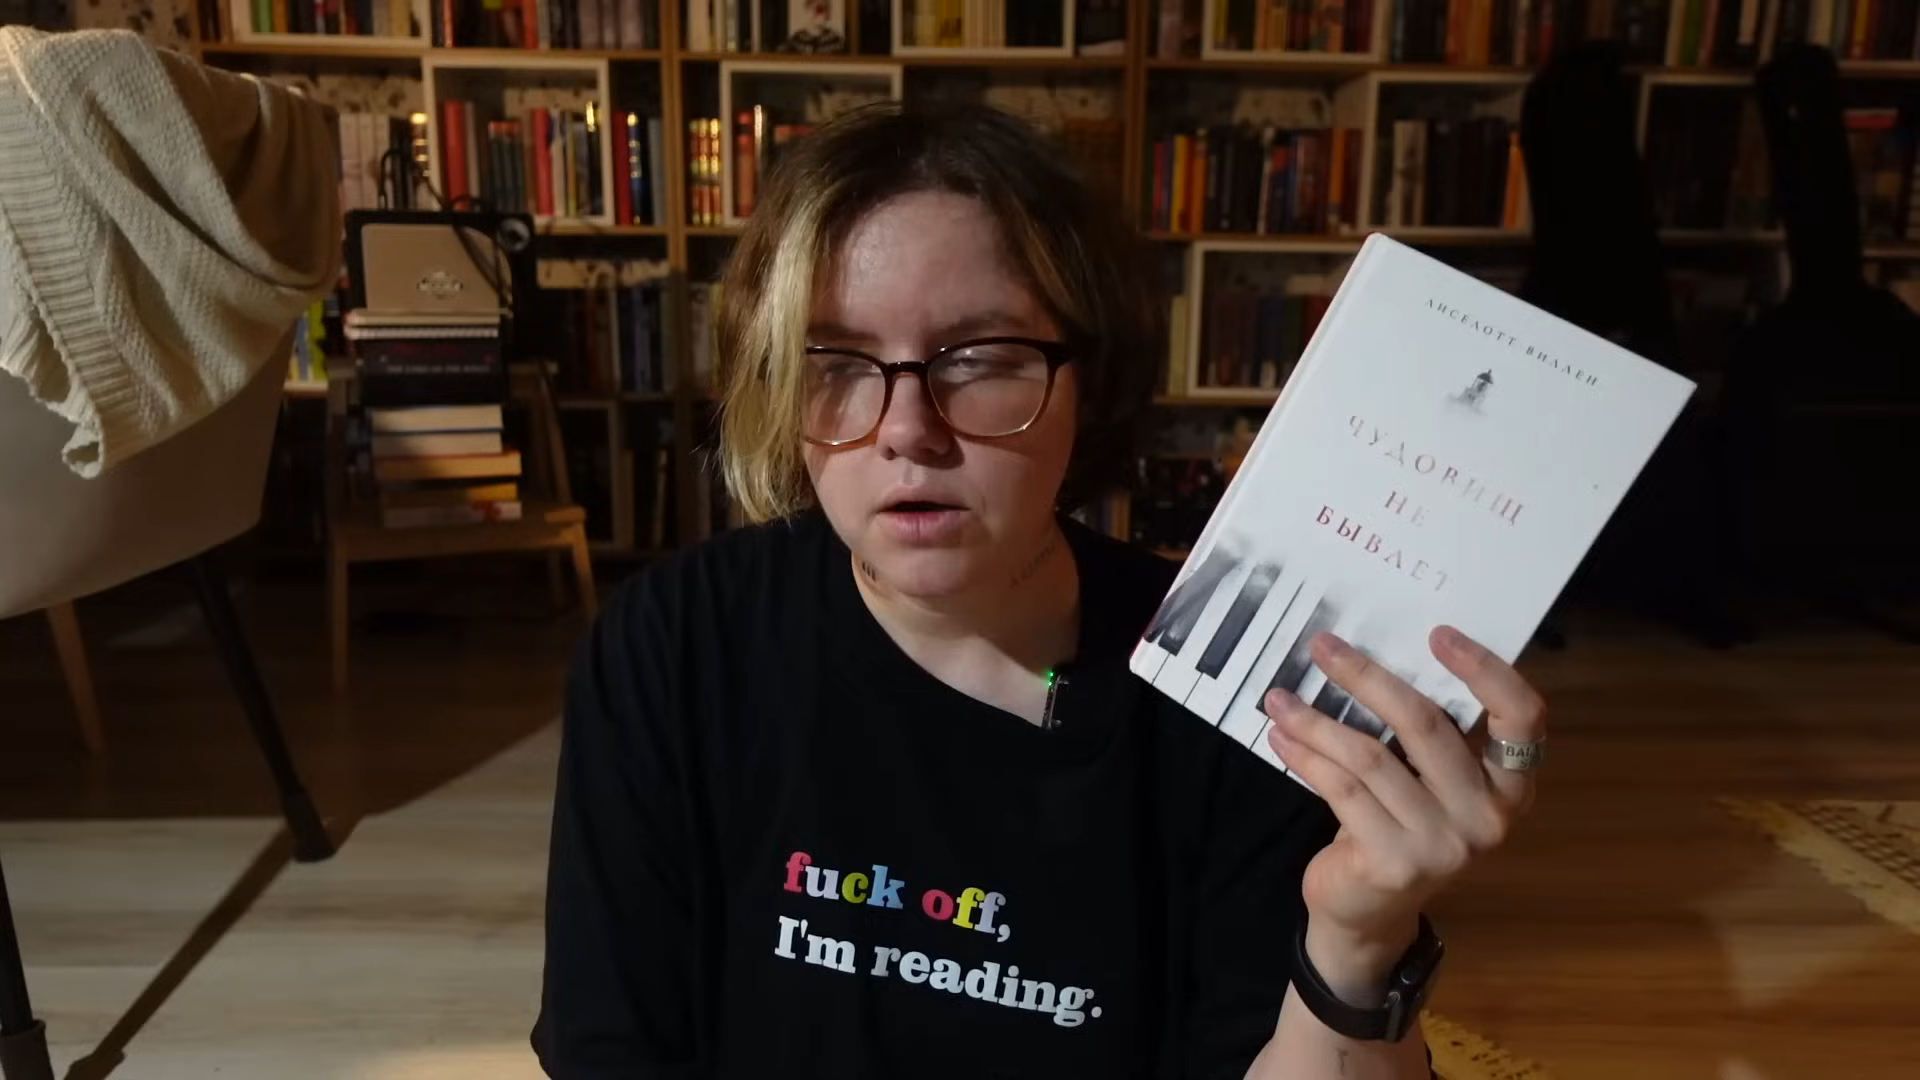 АНСЕЛОТТ ВИЛЛЕН
ЧУДОВИЩ
НЕ
БЫВАЕТ
fuck off,
I'm reading.